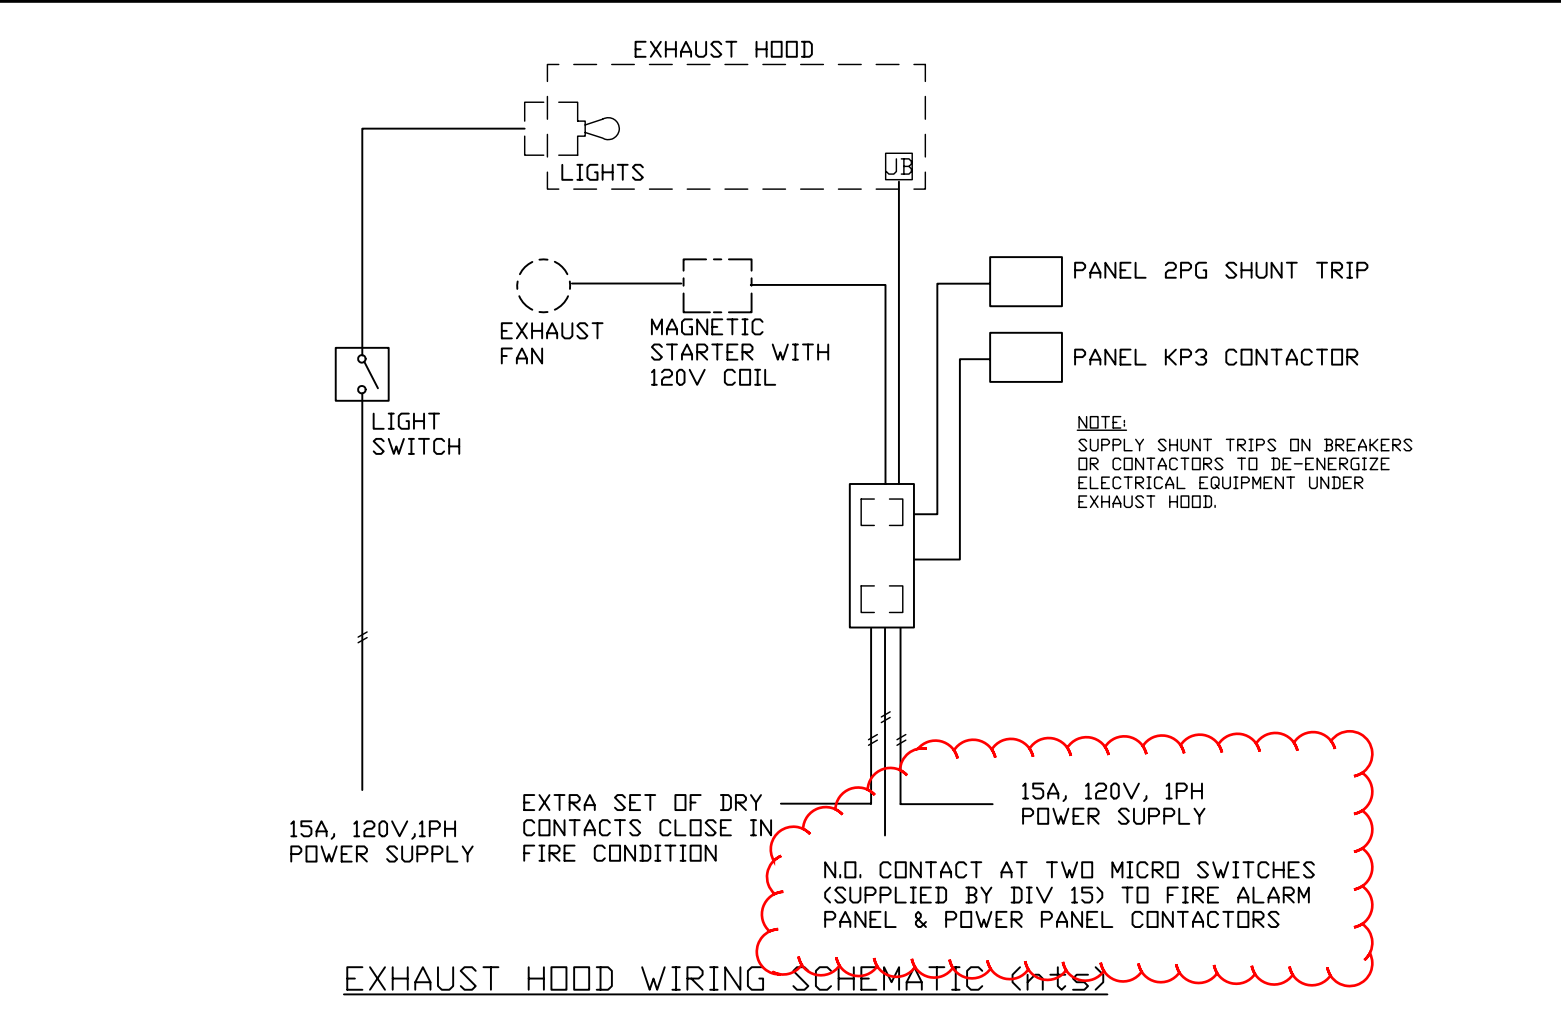 EXHAUST HOOD
LIGHTS
JB
PANEL 2PG SHUNT TRIP
EXHAUST
FAN
MAGNETIC
STARTER WITH
120V COIL
PANEL KP3 CONTACTOR
LIGHT
SWITCH
NOTE:
SUPPLY SHUNT TRIPS ON BREAKERS
OR CONTACTORS TO DE-ENERGIZE
ELECTRICAL EQUIPMENT UNDER
EXHAUST HOOD.
15A, 120V,1PH
POWER SUPPLY
EXTRA SET OF DRY
CONTACTS CLOSE IN
FIRE CONDITION
15A, 120V, 1PH
POWER SUPPLY
N.O. CONTACT AT TWO MICRO SWITCHES
(SUPPLIED BY DIV 15) TO FIRE ALARM
PANEL & POWER PANEL CONTACTORS
EXHAUST HOOD WIRING SCHEMATIC (nts)